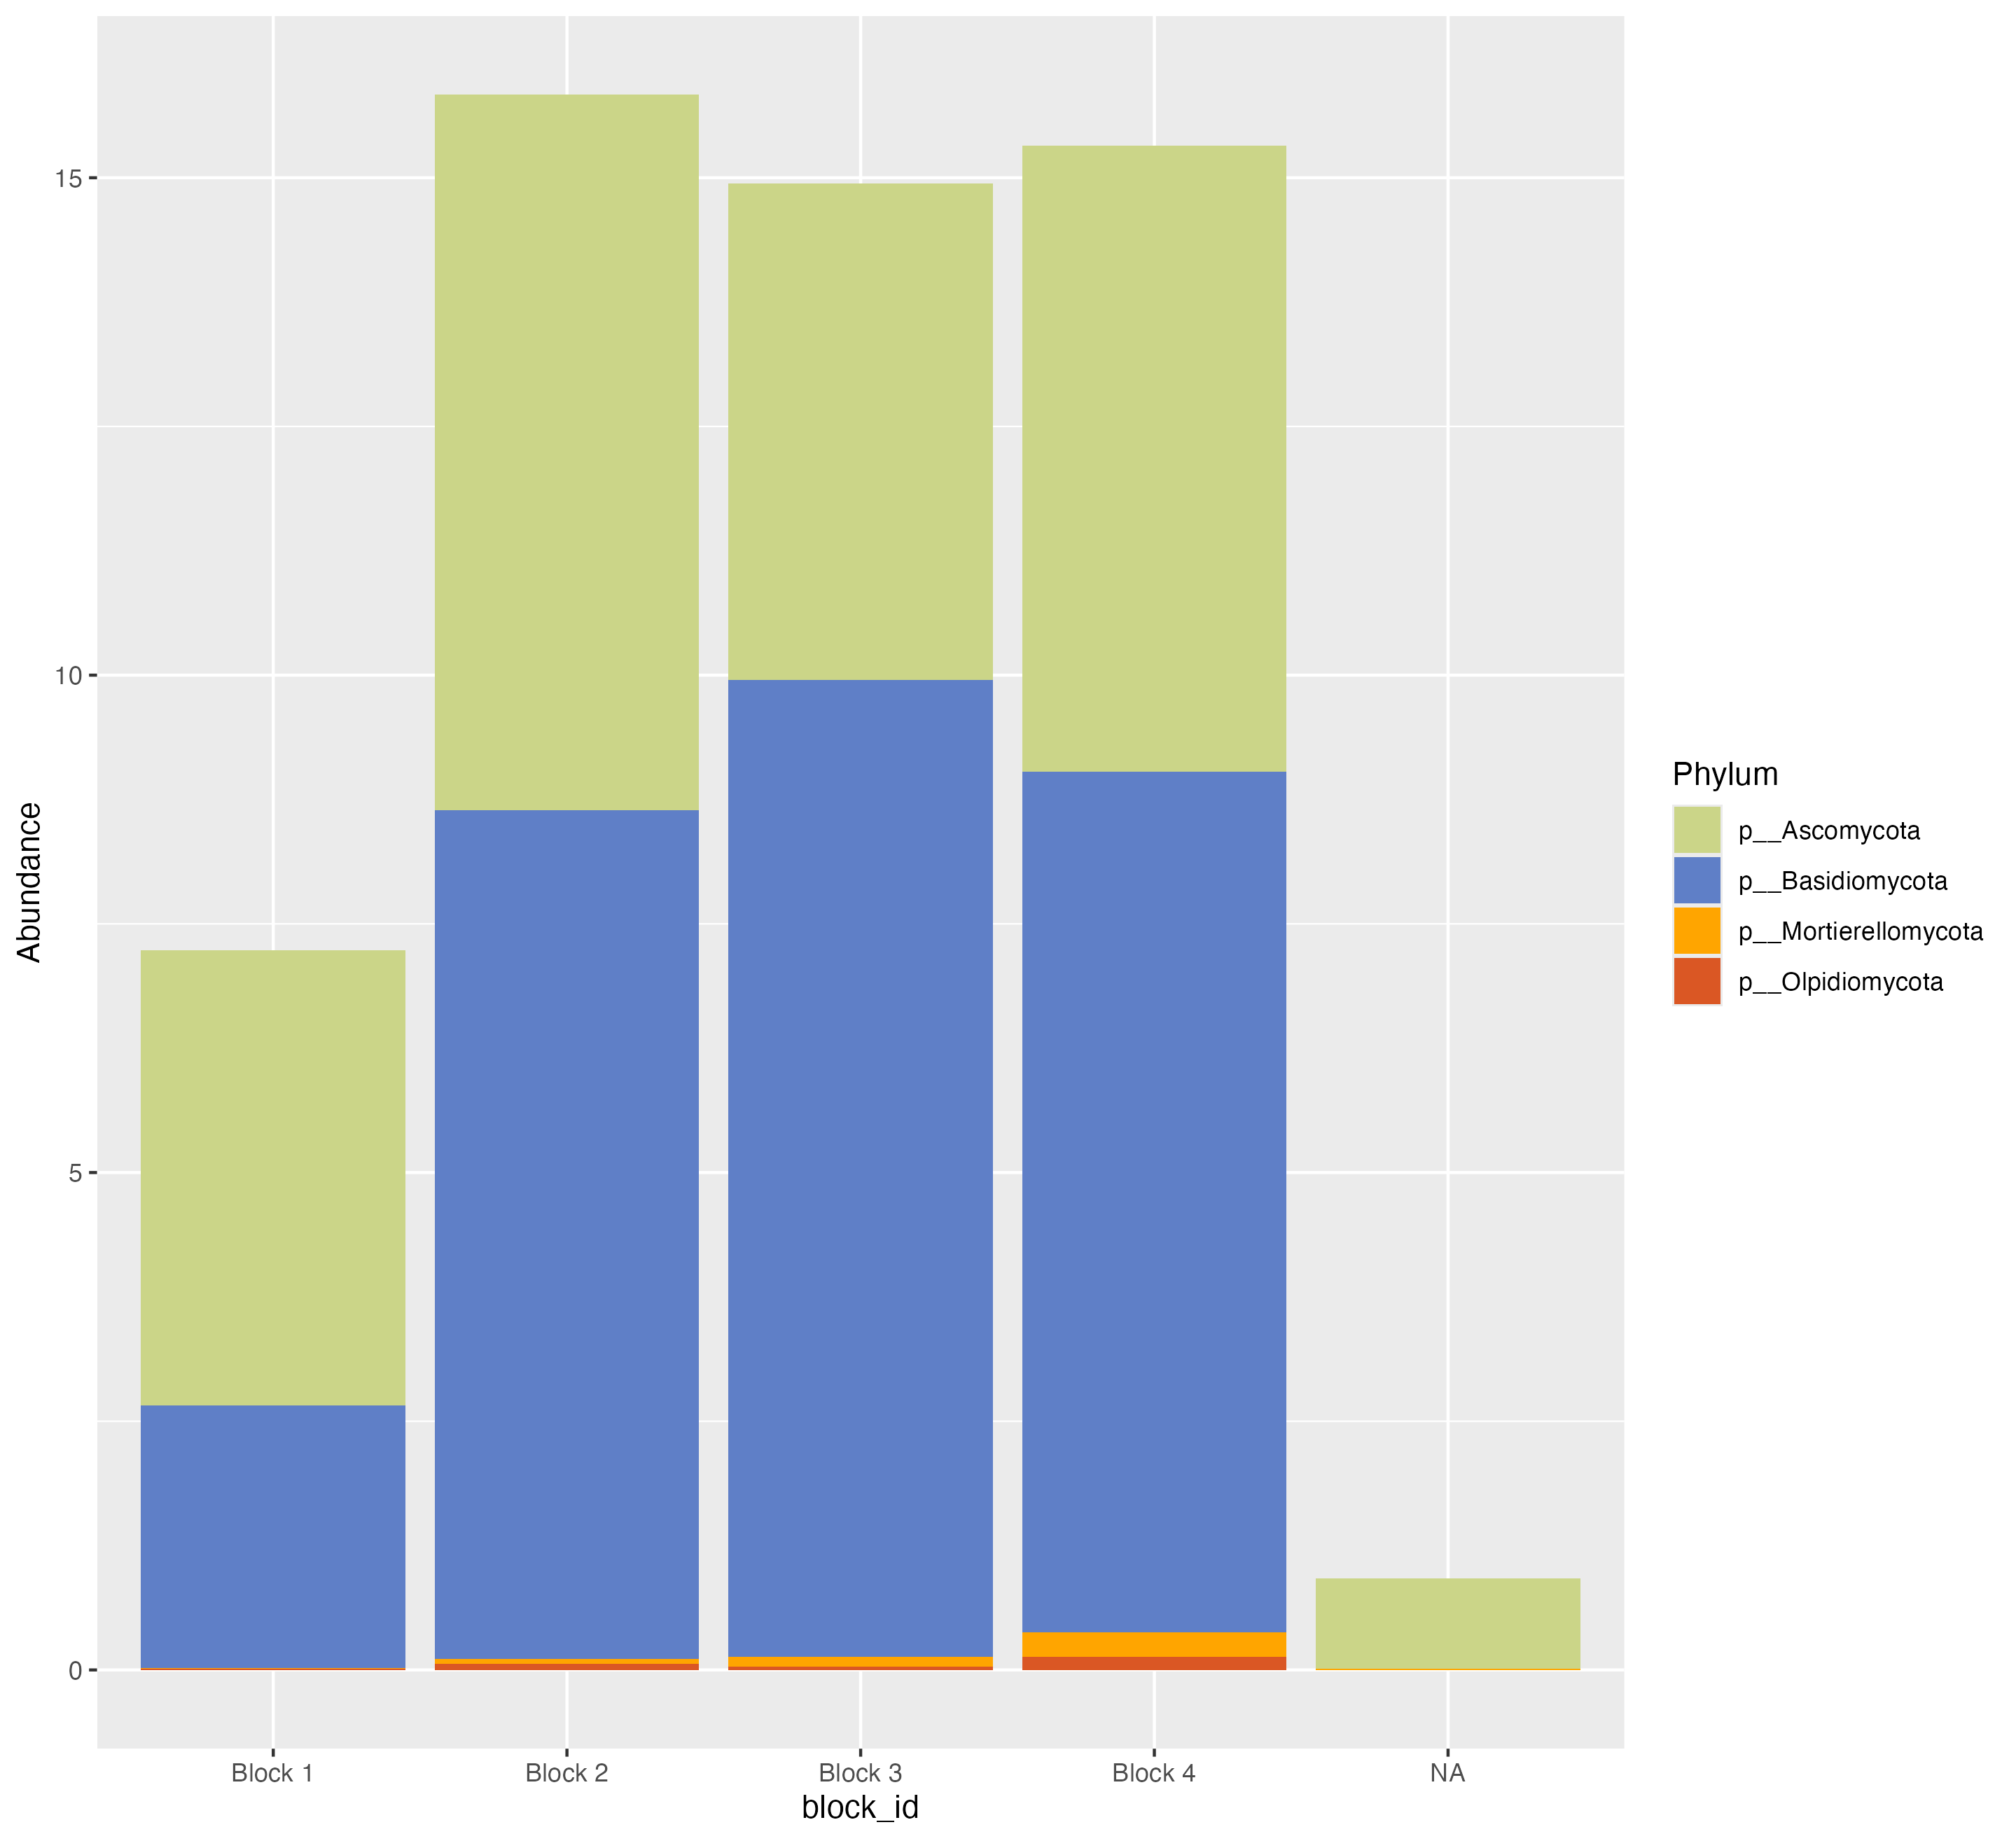 Abundance
15
10
5
0
Block 1
Block 2
Block 3
Block 4
NA
block_id
Phylum
p__Ascomycota
p__Basidiomycota
p__Mortierellomycota
p__Olpidiomycota